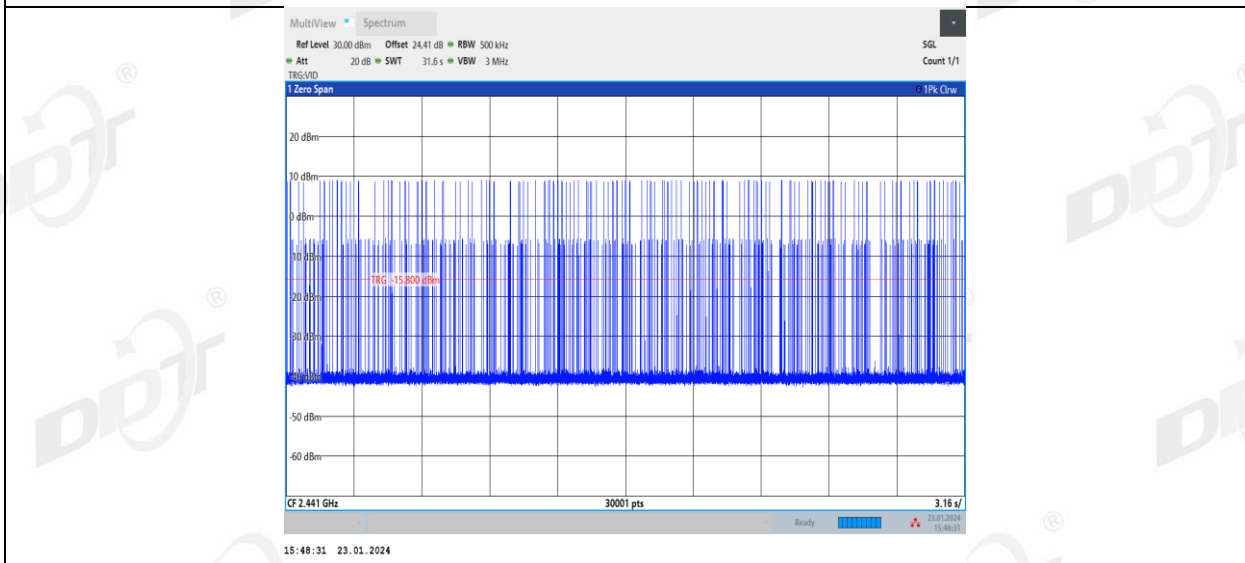 MultiView Spectrum
Ref Level 30.00 dBm Offset 24.41 dB RBW 500 kHz SGL
Att 20 dB SWT 31.6 s VBW 3 MHz Count 1/1
TRG:VID
1 Zero Span 1Pk Clrw
20 dBm
10 dBm
0 dBm
-10 dBm
TRG -15.800 dBm
-20 dBm
-30 dBm
-40 dBm
-50 dBm
-60 dBm
CF 2.441 GHz 30001 pts 3.16 s/
Ready 23.01.2024
15:48:31
15:48:31 23.01.2024
DDT ®
DDT ®
DDT ®
DDT ®